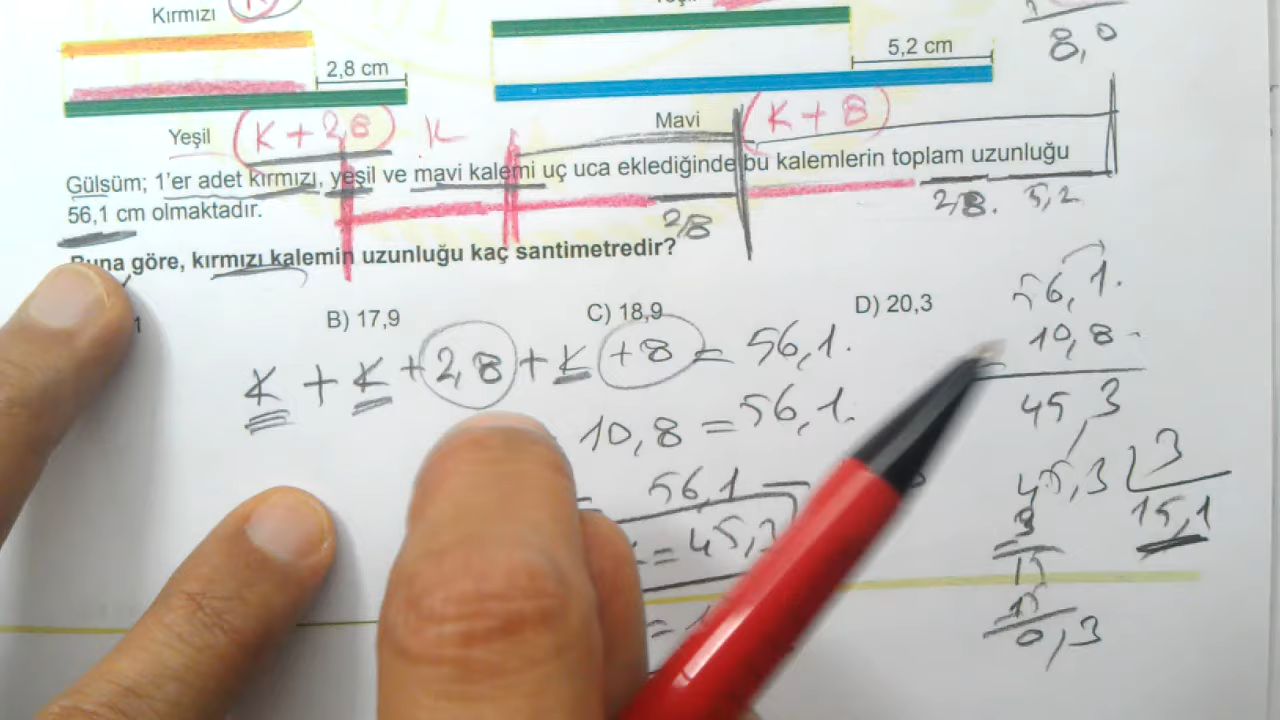 Kırmızı
5,2 cm
8,0
2,8 cm
Yeşil (K + 2,8) K
Mavi (K + 8)
Gülsüm; 1'er adet kırmızı, yeşil ve mavi kalemi uç uca eklediğinde bu kalemlerin toplam uzunluğu
56,1 cm olmaktadır.
2,8
2,8. 5,2
Buna göre, kırmızı kalemin uzunluğu kaç santimetredir?
1 B) 17,9 C) 18,9 D) 20,3
K + K + 2,8 + K + 8 = 56,1.
10,8 = 56,1.
56,1 -
= 45,3
56,1.
10,8
45,3
45,3 3
15,1
3
15
15
0,3